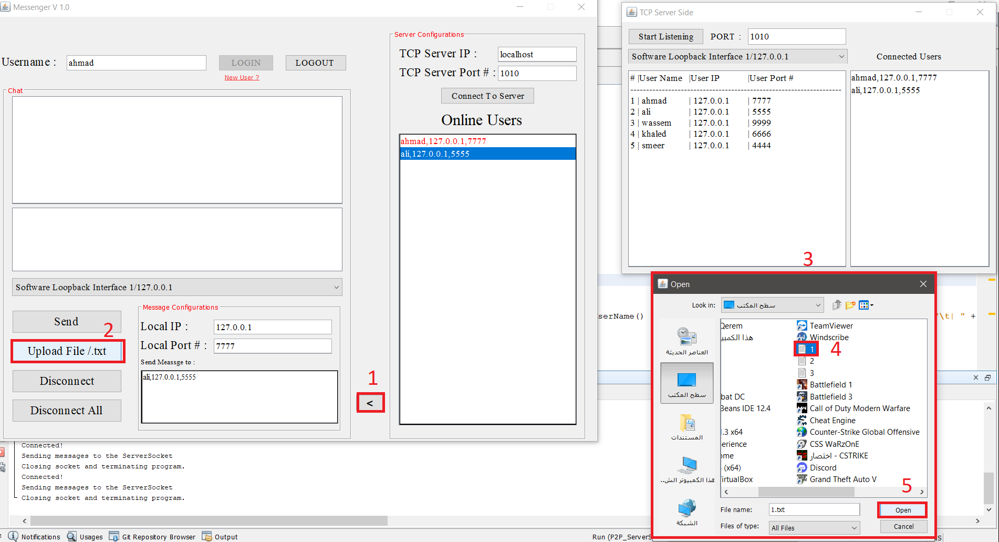 Messenger V 1.0
Username :
ahmad
LOGIN
LOGOUT
New User ?
Chat
Software Loopback Interface 1/127.0.0.1
Send
2
Upload File /.txt
Disconnect
Disconnect All
Message Configurations
Local IP :
127.0.0.1
Local Port # :
7777
Send Meassge to :
ali,127.0.0.1,5555
1
<
Server Configurations
TCP Server IP :
localhost
TCP Server Port # :
1010
Connect To Server
Online Users
ahmad,127.0.0.1,7777
ali,127.0.0.1,5555
TCP Server Side
Start Listening
PORT :
1010
Software Loopback Interface 1/127.0.0.1
Connected Users
# |User Name |User IP |User Port #
--------------------------------------------------------------------
1 | ahmad | 127.0.0.1 | 7777
2 | ali | 127.0.0.1 | 5555
3 | wassem | 127.0.0.1 | 9999
4 | khaled | 127.0.0.1 | 6666
5 | smeer | 127.0.0.1 | 4444
ahmad,127.0.0.1,7777
ali,127.0.0.1,5555
3
serName()
\t| " +
Open
Look in:
سطح المكتب
العناصر الحديثة
سطح المكتب
المستندات
هذا الكمبيوتر الش..
الشبكة
Qerem
هذا الكمبيو
bat DC
Beans IDE 12.4
1.3 x64
erience
ome
(x64)
irtualBox
TeamViewer
Windscribe
1
4
2
3
Battlefield 1
Battlefield 3
Call of Duty Modern Warfare
Cheat Engine
Counter-Strike Global Offensive
CSS WaRzOnE
اختصار - CSTRIKE
Discord
Grand Theft Auto V
5
File name:
1.txt
Open
Files of type:
All Files
Cancel
Connected!
Sending messages to the ServerSocket
Closing socket and terminating program.
Connected!
Sending messages to the ServerSocket
Closing socket and terminating program.
Notifications
Usages
Git Repository Browser
Output
Run (P2P_ServerS
NS